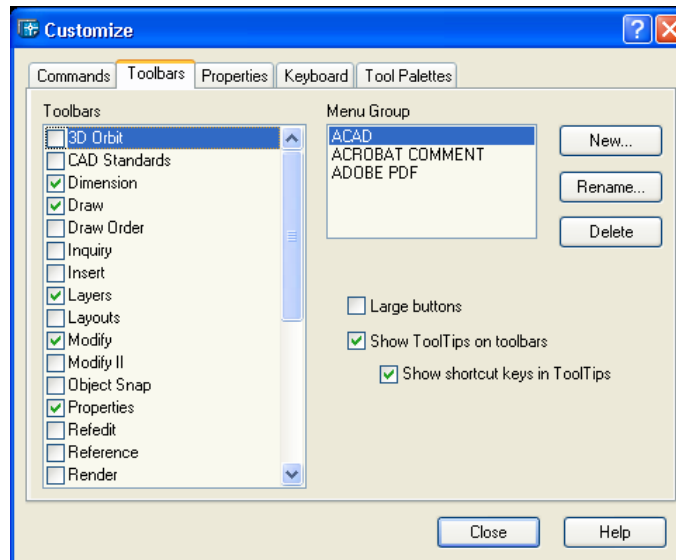 Customize
Commands
Toolbars
Properties
Keyboard
Tool Palettes
Toolbars
3D Orbit
CAD Standards
Dimension
Draw
Draw Order
Inquiry
Insert
Layers
Layouts
Modify
Modify II
Object Snap
Properties
Refedit
Reference
Render
Menu Group
ACAD
ACROBAT COMMENT
ADOBE PDF
New...
Rename...
Delete
Large buttons
Show ToolTips on toolbars
Show shortcut keys in ToolTips
Close
Help